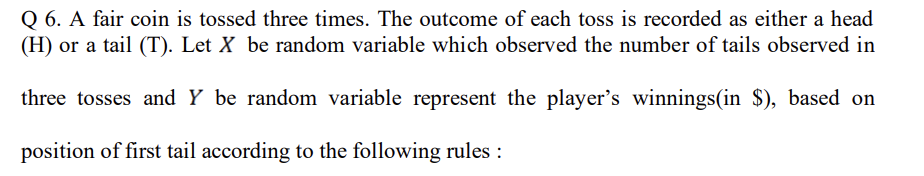 Q 6. A fair coin is tossed three times. The outcome of each toss is recorded as either a head
(H) or a tail (T). Let X be random variable which observed the number of tails observed in
three tosses and Y be random variable represent the player’s winnings(in $), based on
position of first tail according to the following rules :